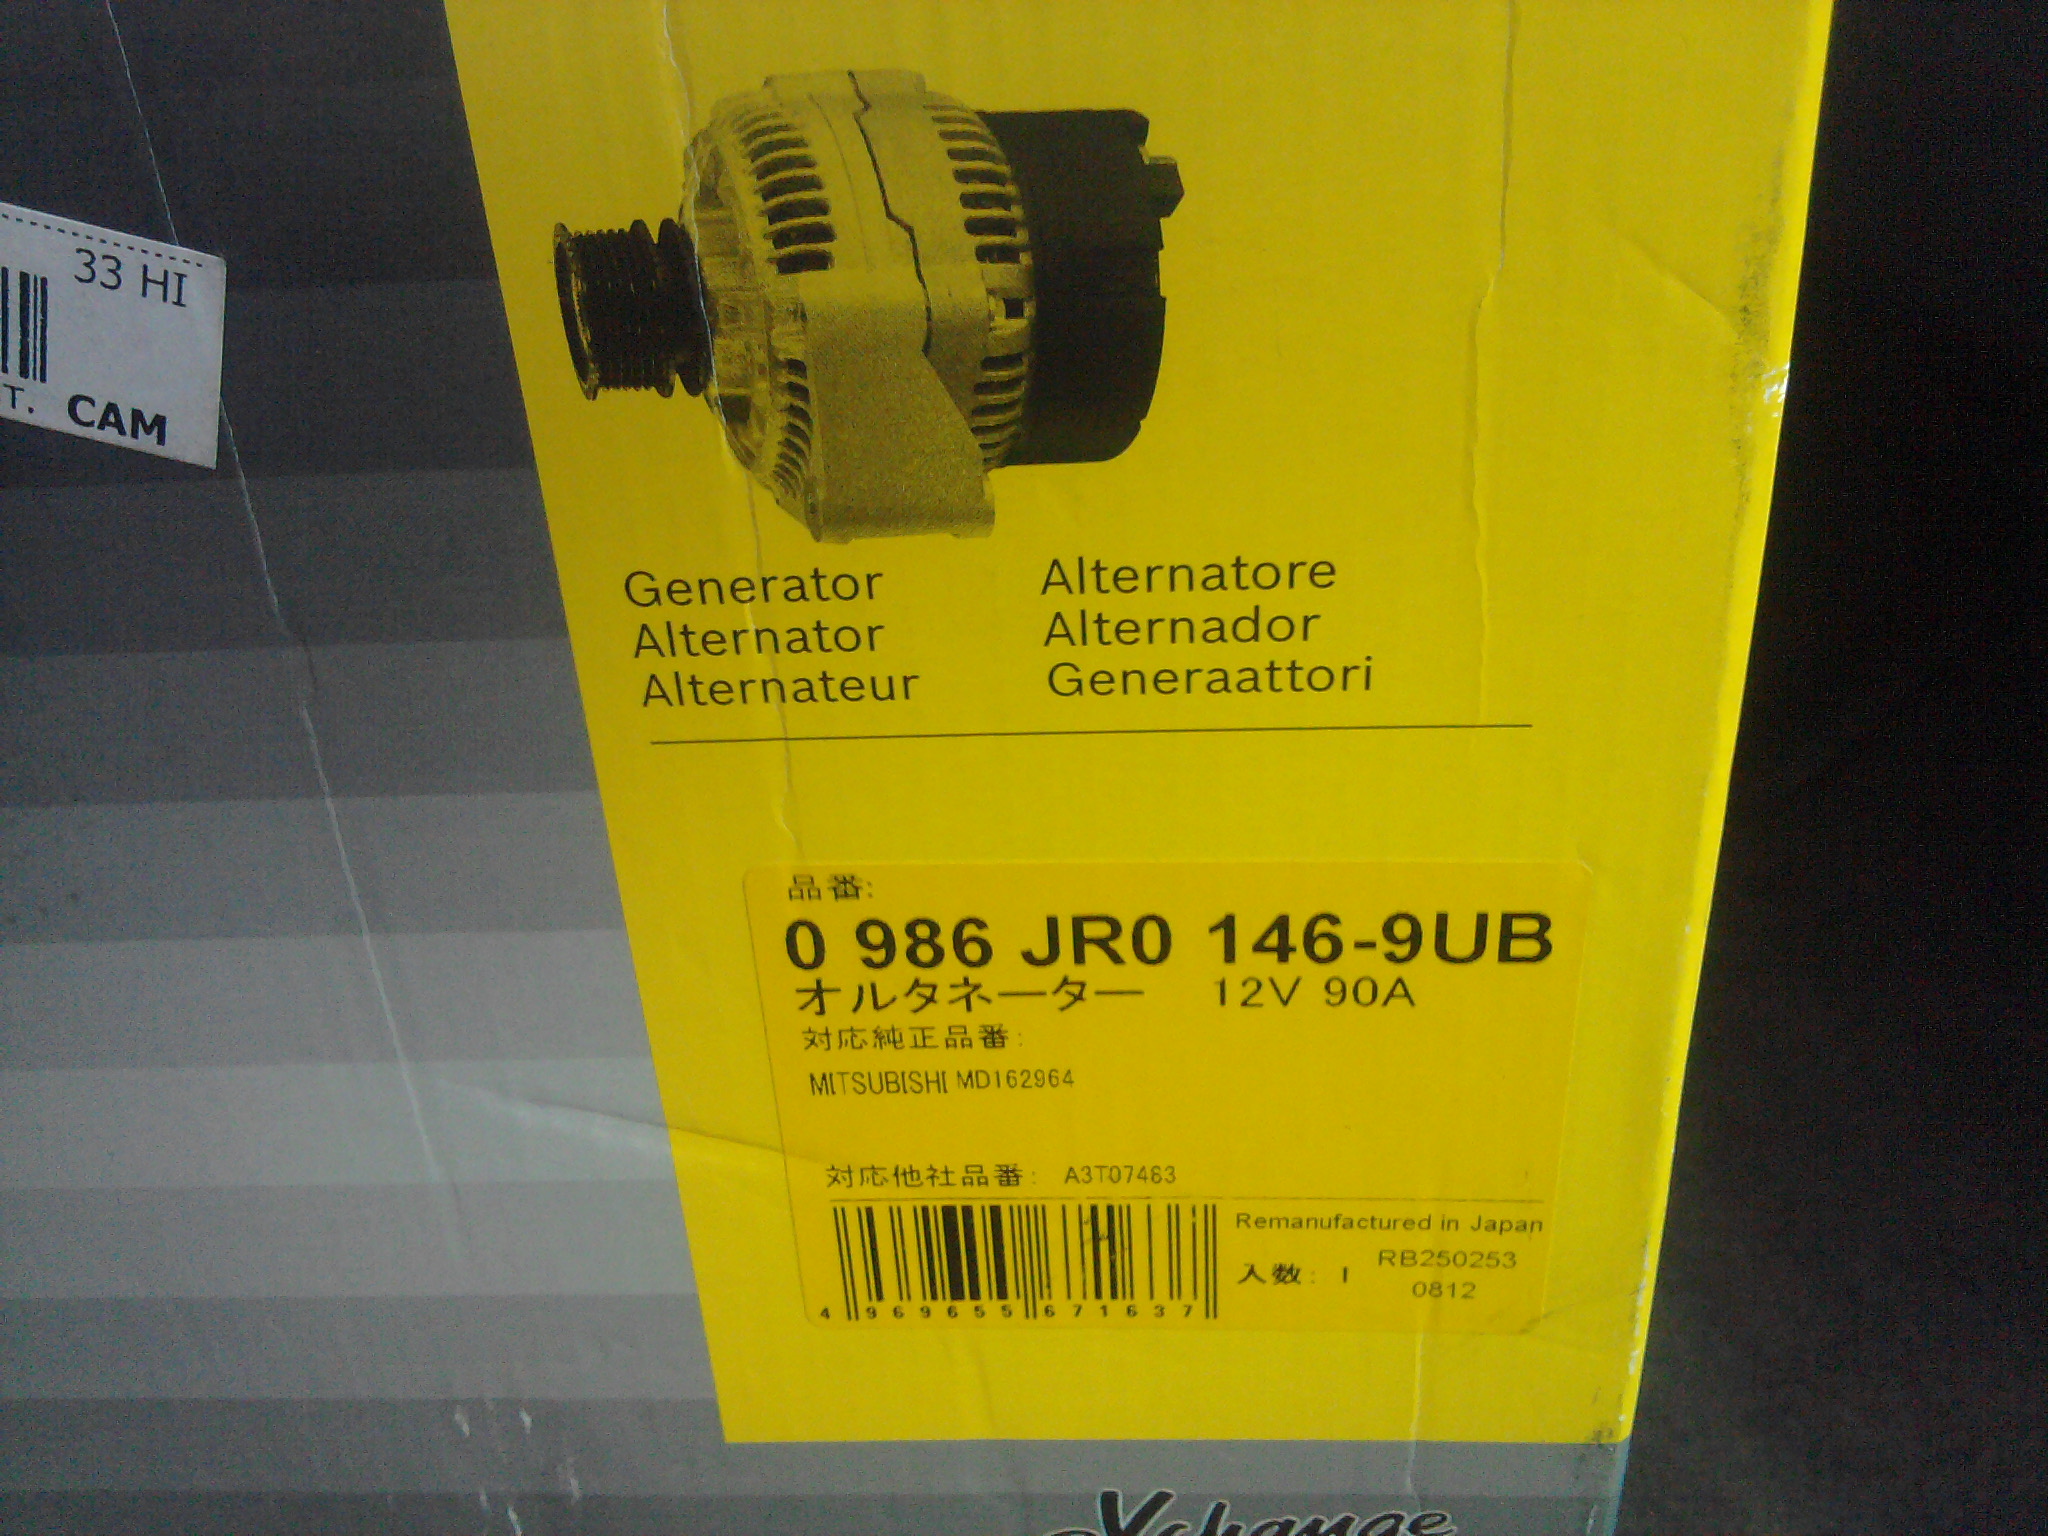 33 HI
T. CAM
Generator
Alternator
Alternateur
Alternatore
Alternador
Generaattori
品番:
0 986 JR0 146-9UB
オルタネーター 12V 90A
対応純正品番:
MITSUBISHI MD162964
対応他社品番: A3T07463
4 969655 671637
Remanufactured in Japan
入数: 1 RB250253
0812
Xchange